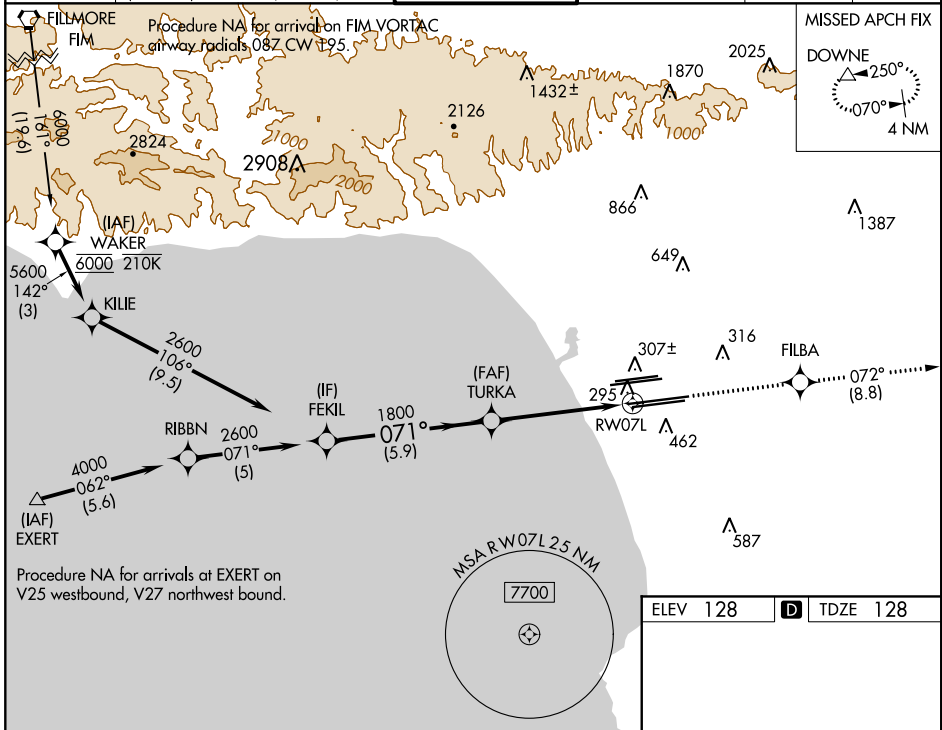 FILLMORE
FIM
Procedure NA for arrival on FIM VORTAC
airway radials 087 CW 195.
MISSED APCH FIX
DOWNE
250°
070°
4 NM
2025
1870
1432±
2126
1000
1000
2824
2908
2000
6000
161°
(19.6)
866
1387
649
(IAF)
WAKER
6000 210K
5600
142°
(3)
KILIE
2600
106°
(9.5)
307±
316
FILBA
295
RW07L
462
072°
(8.8)
(FAF)
TURKA
(IF)
FEKIL
1800
071°
(5.9)
RIBBN
2600
071°
(5)
4000
062°
(5.6)
(IAF)
EXERT
587
Procedure NA for arrivals at EXERT on
V25 westbound, V27 northwest bound.
MSA RW07L 25 NM
7700
ELEV 128 D TDZE 128